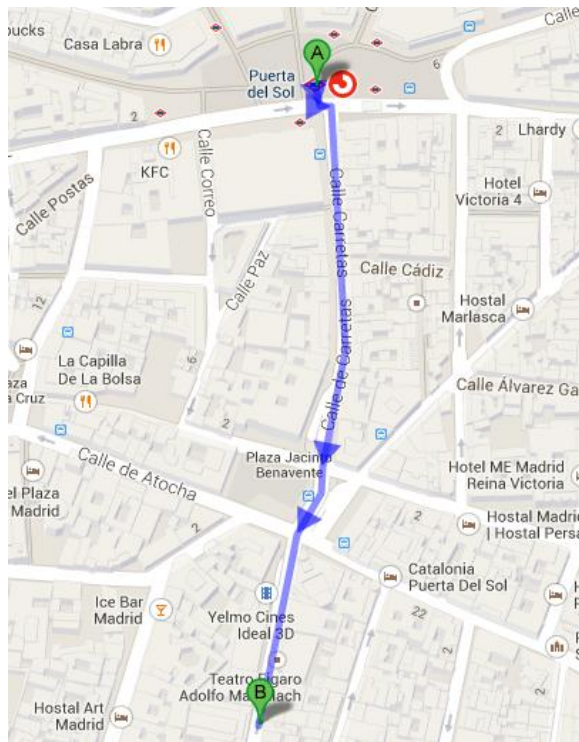 ucks
Casa Labra
A
Calle
6
Puerta
del Sol
2
KFC
Calle Correo
Calle Postas
2
Lhardy
Hotel
Victoria 4
Calle Carretas
Calle Paz
Calle Cádiz
12
Hostal
Marlasca
La Capilla
De La Bolsa
6
Calle de Carretas
aza
a Cruz
Calle Álvarez Ga
2
Calle de Atocha
Plaza Jacinto
Benavente
Hotel ME Madrid
Reina Victoria
el Plaza
Madrid
2
Hostal Madrid
| Hostal Persa
Catalonia
Puerta Del Sol
22
Ice Bar
Madrid
Yelmo Cines
Ideal 3D
Teatro Fígaro
Adolfo Marsillach
B
Hostal Art
Madrid